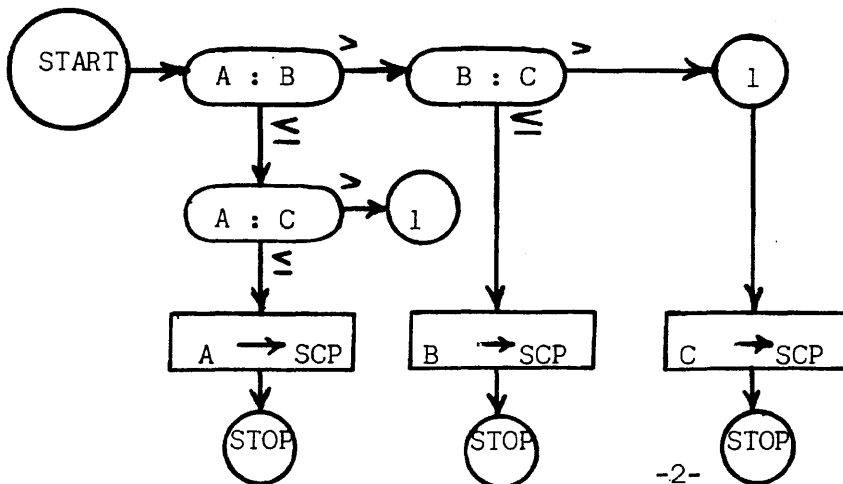 START
A : B
>
B : C
>
1
≤
≤
A : C
>
1
≤
A → SCP
B → SCP
C → SCP
STOP
STOP
STOP
-2-